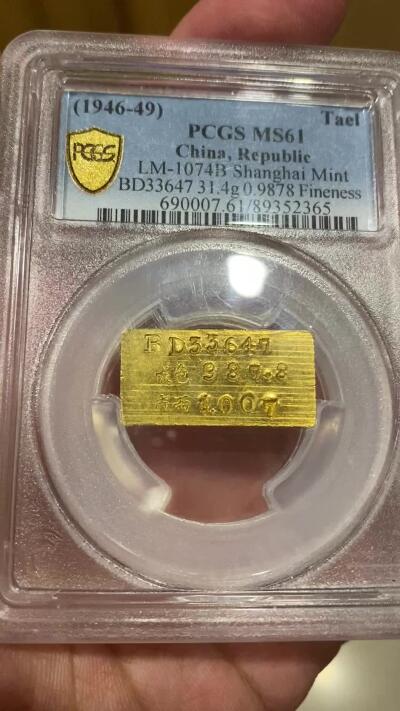 (1946-49) Tael
PCGS MS61
China, Republic
PCGS
LM-1074B Shanghai Mint
BD33647 31.4g 0.9878 Fineness
690007.61/89352365
BD33647
987.8
1.007